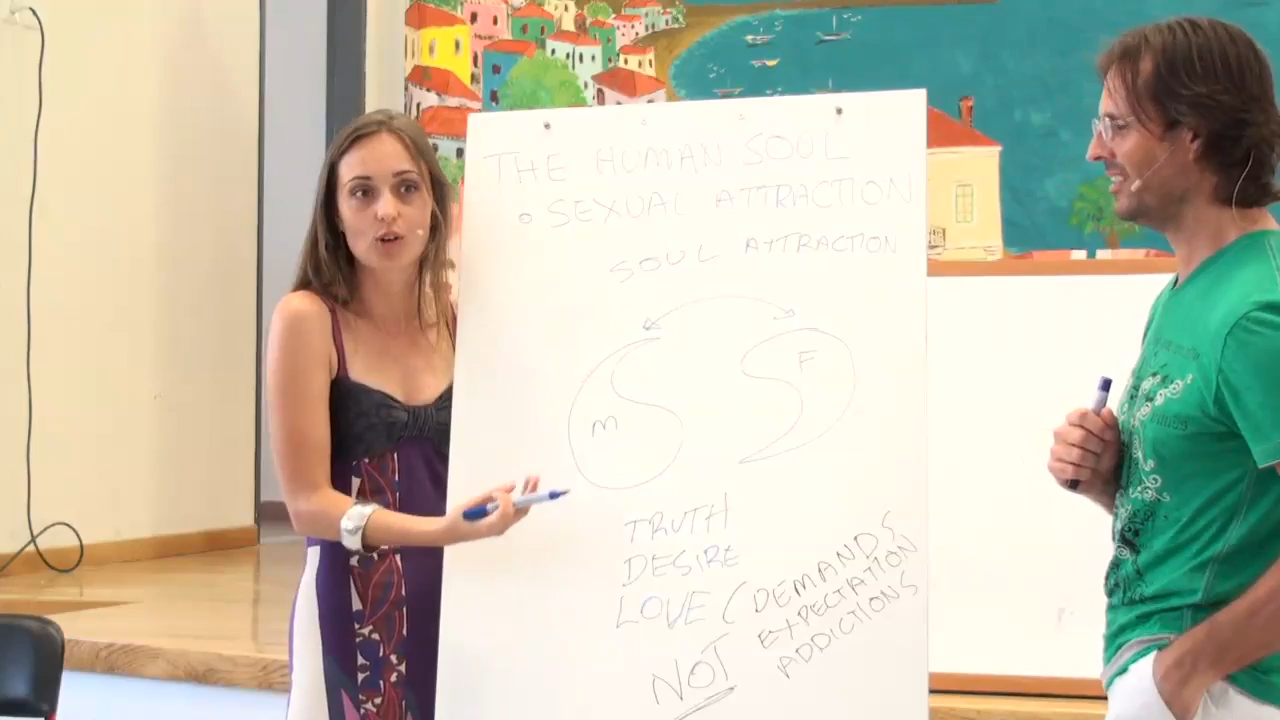 THE HUMAN SOUL
• SEXUAL ATTRACTION
SOUL ATTRACTION
M
F
TRUTH
DESIRE
LOVE (DEMANDS
EXPECTATION
ADDICTIONS
NOT